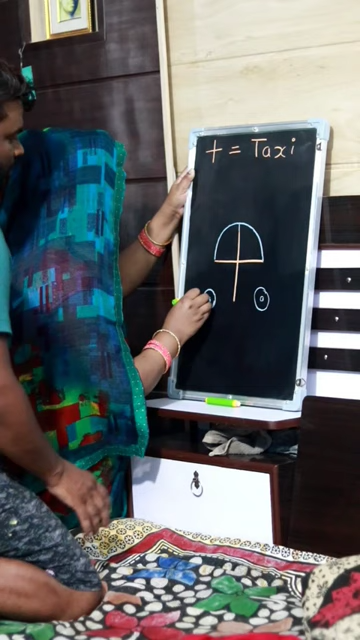 + = Taxi